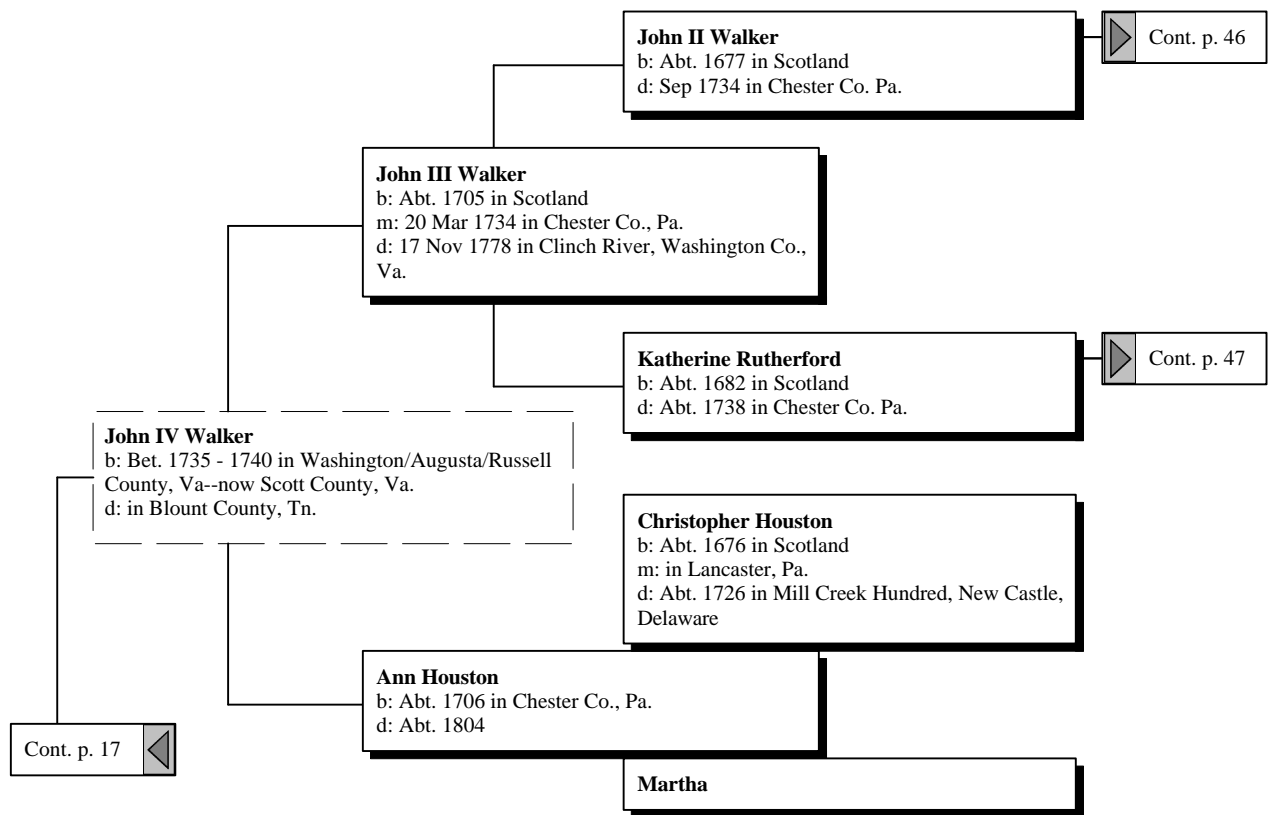 John II Walker
b: Abt. 1677 in Scotland
d: Sep 1734 in Chester Co. Pa.
Cont. p. 46
John III Walker
b: Abt. 1705 in Scotland
m: 20 Mar 1734 in Chester Co., Pa.
d: 17 Nov 1778 in Clinch River, Washington Co.,
Va.
Katherine Rutherford
b: Abt. 1682 in Scotland
d: Abt. 1738 in Chester Co. Pa.
Cont. p. 47
John IV Walker
b: Bet. 1735 - 1740 in Washington/Augusta/Russell
County, Va--now Scott County, Va.
d: in Blount County, Tn.
Christopher Houston
b: Abt. 1676 in Scotland
m: in Lancaster, Pa.
d: Abt. 1726 in Mill Creek Hundred, New Castle,
Delaware
Ann Houston
b: Abt. 1706 in Chester Co., Pa.
d: Abt. 1804
Cont. p. 17
Martha